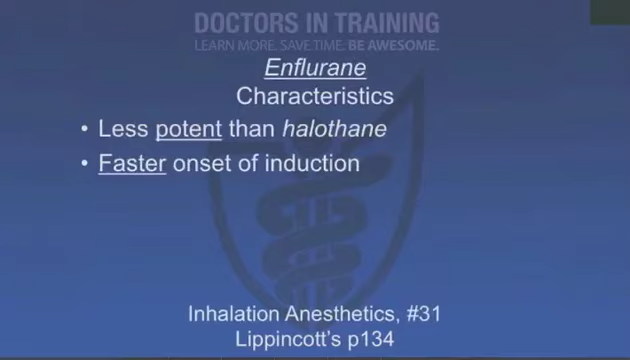 DOCTORS IN TRAINING
LEARN MORE. SAVE TIME. BE AWESOME.
Enflurane
Characteristics
• Less potent than halothane
• Faster onset of induction
Inhalation Anesthetics, #31
Lippincott's p134